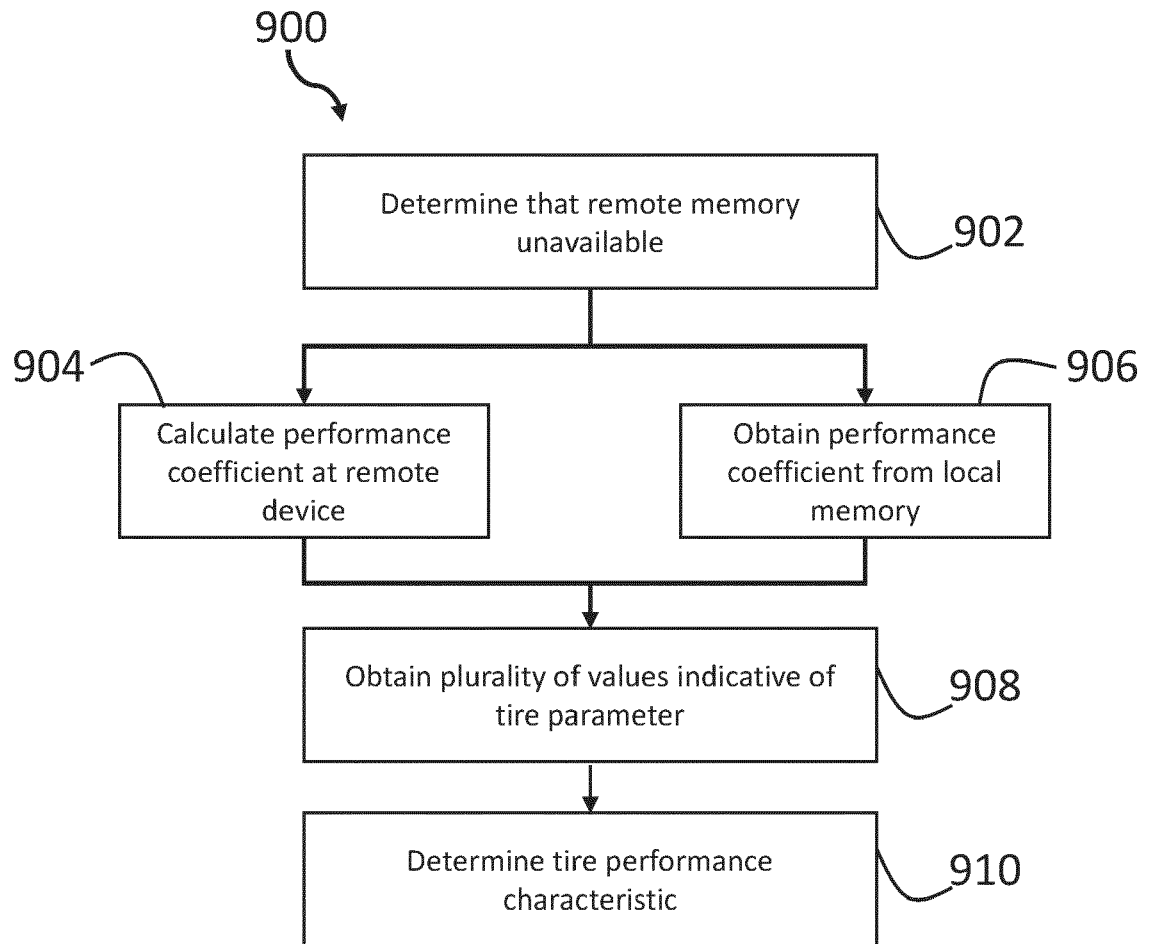 900
Determine that remote memory
unavailable
902
904
906
Calculate performance
coefficient at remote
device
Obtain performance
coefficient from local
memory
Obtain plurality of values indicative of
tire parameter
908
Determine tire performance
characteristic
910